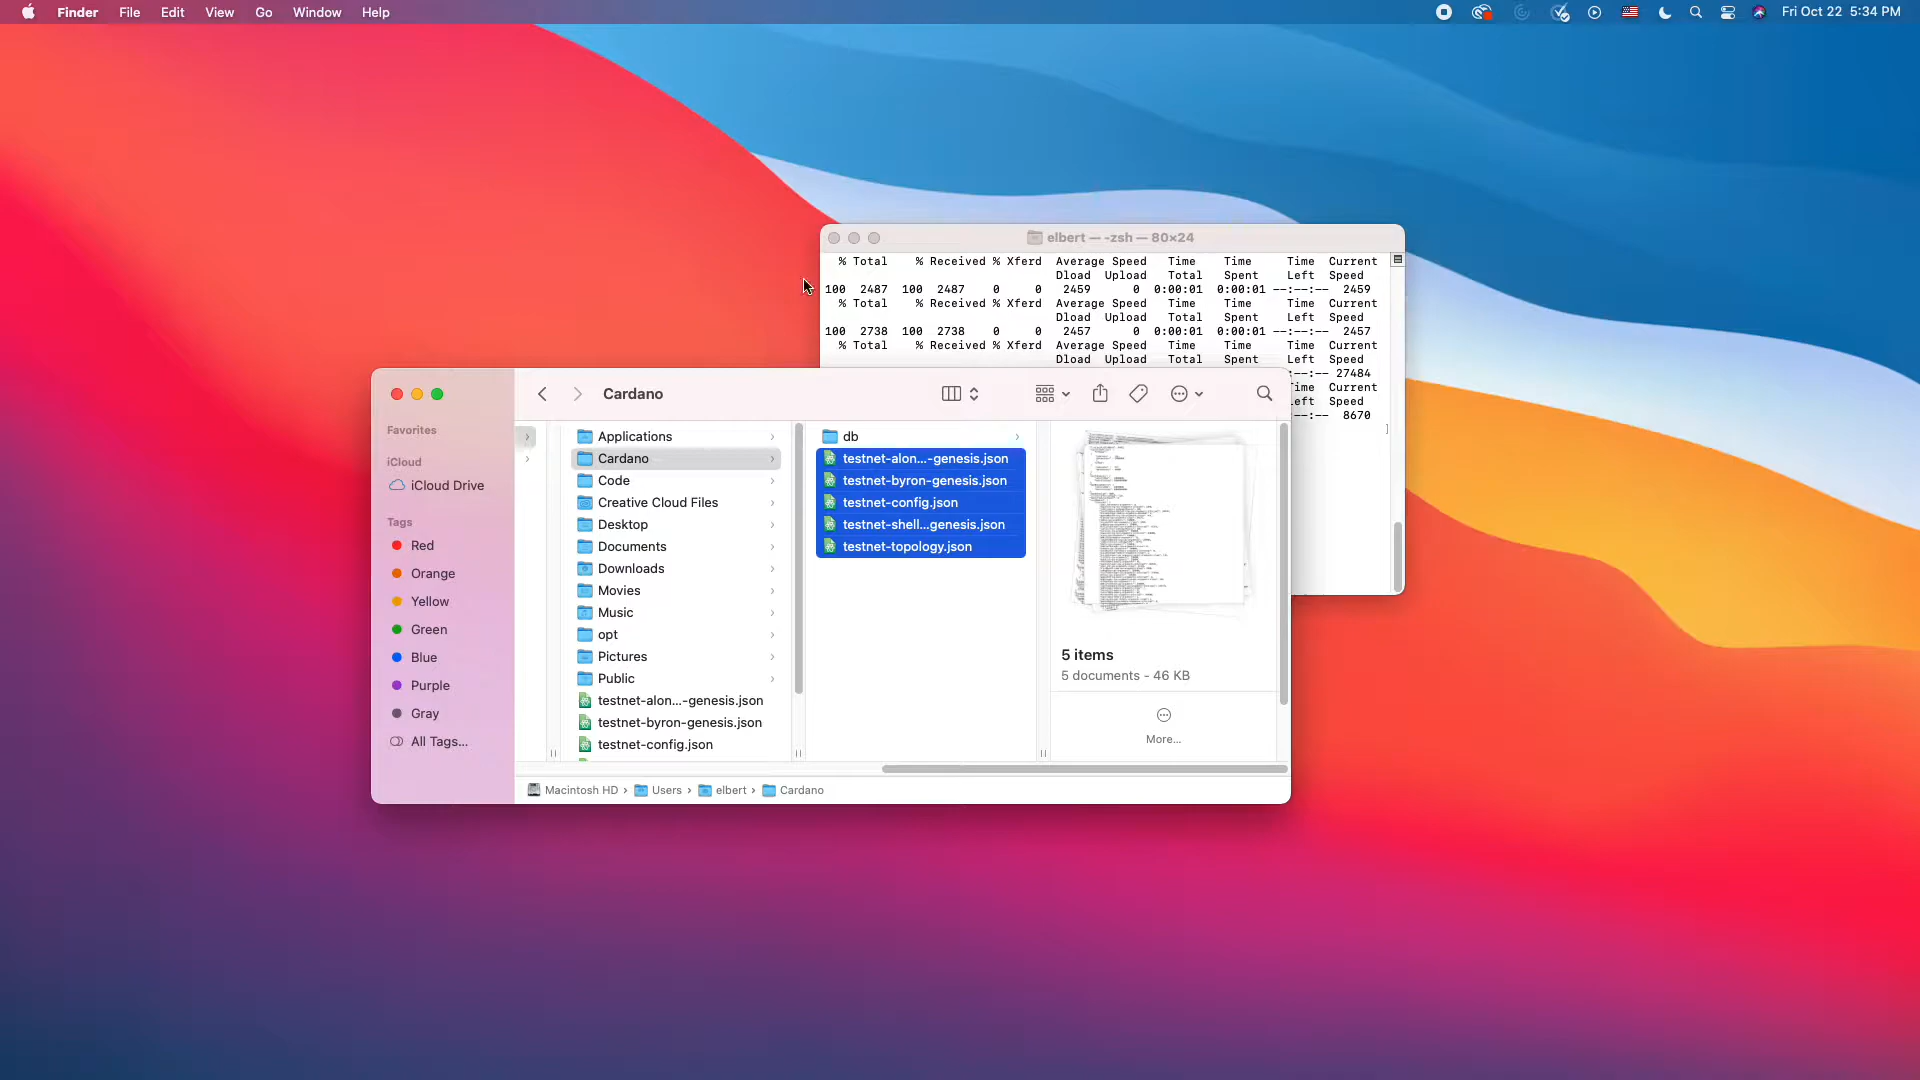 Finder File Edit View Go Window Help
Fri Oct 22 5:34 PM
elbert — -zsh — 80×24
% Total % Received % Xferd Average Speed Time Time Time Current
Dload Upload Total Spent Left Speed
100 2487 100 2487 0 0 2459 0 0:00:01 0:00:01 --:--:-- 2459
% Total % Received % Xferd Average Speed Time Time Time Current
Dload Upload Total Spent Left Speed
100 2738 100 2738 0 0 2457 0 0:00:01 0:00:01 --:--:-- 2457
% Total % Received % Xferd Average Speed Time Time Time Current
Dload Upload Total Spent Left Speed
--:-- 27484
Time Current
Left Speed
--:-- 8670
]
Cardano
Favorites
iCloud
iCloud Drive
Tags
Red
Orange
Yellow
Green
Blue
Purple
Gray
All Tags...
Applications
Cardano
Code
Creative Cloud Files
Desktop
Documents
Downloads
Movies
Music
opt
Pictures
Public
testnet-alon...-genesis.json
testnet-byron-genesis.json
testnet-config.json
db
testnet-alon...-genesis.json
testnet-byron-genesis.json
testnet-config.json
testnet-shell...genesis.json
testnet-topology.json
5 items
5 documents - 46 KB
More...
Macintosh HD › Users › elbert › Cardano